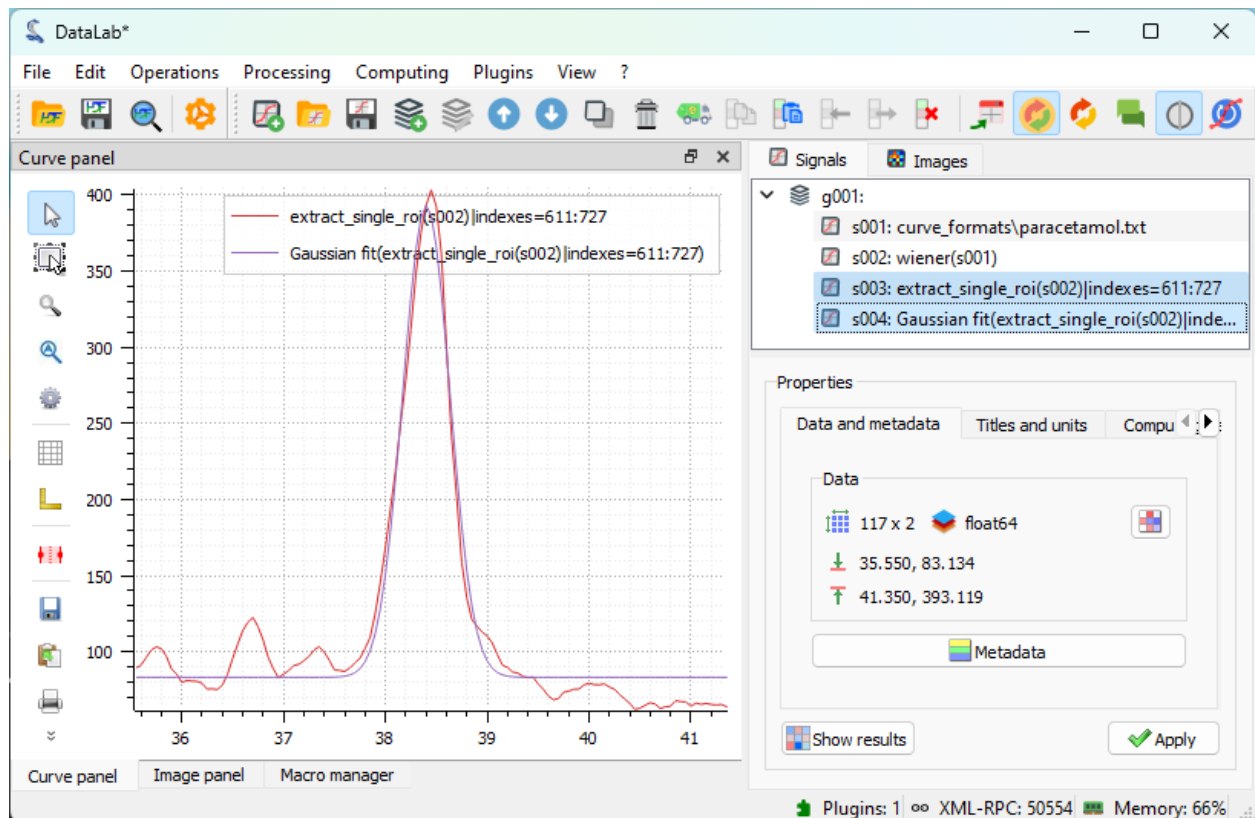 DataLab*
File Edit Operations Processing Computing Plugins View ?
Curve panel
Signals Images
400
350
300
250
200
150
100
extract_single_roi(s002)|indexes=611:727
Gaussian fit(extract_single_roi(s002)|indexes=611:727)
36 37 38 39 40 41
Curve panel Image panel Macro manager
g001:
s001: curve_formats\paracetamol.txt
s002: wiener(s001)
s003: extract_single_roi(s002)|indexes=611:727
s004: Gaussian fit(extract_single_roi(s002)|inde...
Properties
Data and metadata Titles and units Compu
Data
117 x 2 float64
35.550, 83.134
41.350, 393.119
Metadata
Show results Apply
Plugins: 1 XML-RPC: 50554 Memory: 66%